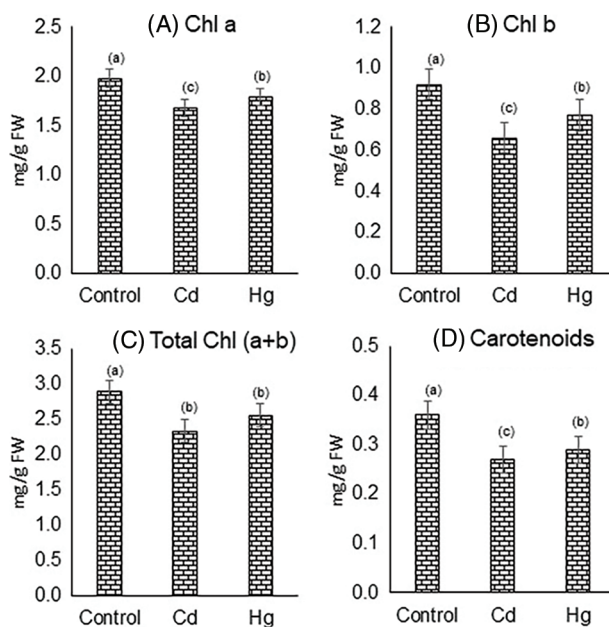 (A) Chl a
mg/g FW
2.5
2.0
1.5
1.0
0.5
0.0
(a)
(c)
(b)
Control Cd Hg
(B) Chl b
mg/g FW
1.2
1.0
0.8
0.6
0.4
0.2
0.0
(a)
(c)
(b)
Control Cd Hg
(C) Total Chl (a+b)
mg/g FW
3.5
3.0
2.5
2.0
1.5
1.0
0.5
0.0
(a)
(b)
(b)
Control Cd Hg
(D) Carotenoids
mg/g FW
0.5
0.4
0.3
0.2
0.1
0.0
(a)
(c)
(b)
Control Cd Hg